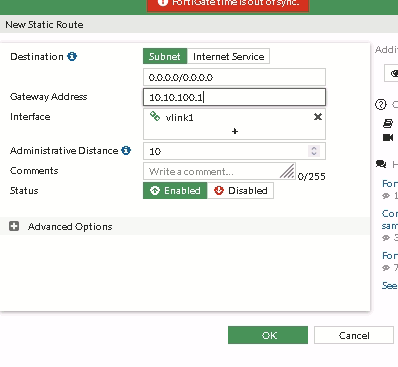 FortiGate time is out of sync.
New Static Route
Destination Subnet Internet Service
0.0.0.0/0.0.0.0
Gateway Address 10.10.100.1
Interface vlink1
+
Administrative Distance 10
Comments Write a comment... 0/255
Status Enabled Disabled
Advanced Options
OK Cancel
Addi
For
1
Con
sam
3
For
7
See